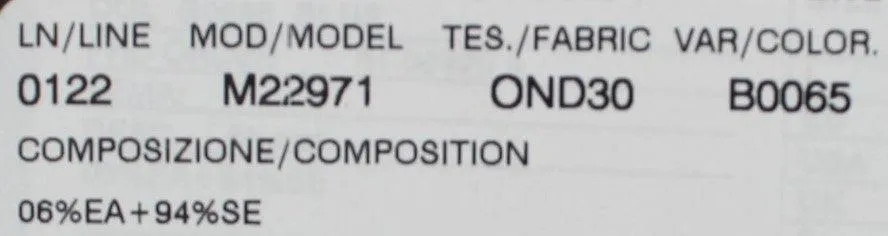 LN/LINE MOD/MODEL TES./FABRIC VAR/COLOR.
0122 M22971 OND30 B0065
COMPOSIZIONE/COMPOSITION
06%EA+94%SE